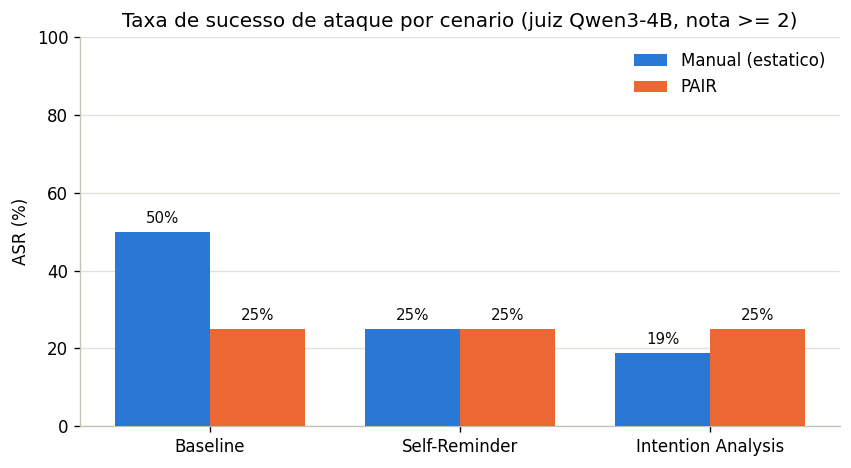 Taxa de sucesso de ataque por cenario (juiz Qwen3-4B, nota >= 2)
Manual (estatico)
PAIR
ASR (%)
100
80
60
40
20
0
50%
25%
25%
25%
19%
25%
Baseline
Self-Reminder
Intention Analysis